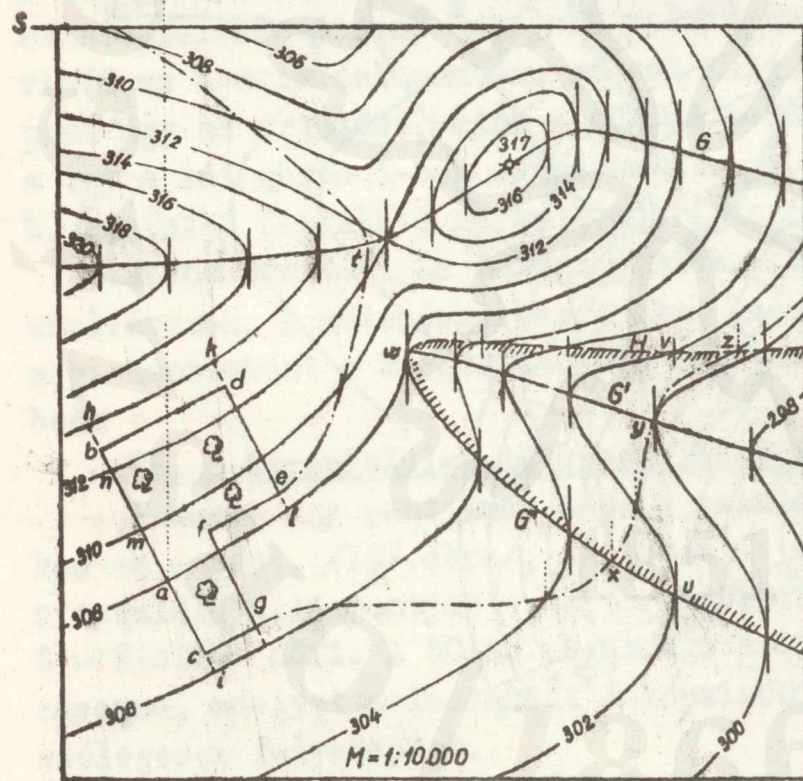 S
308
306
310
312
314
316
318
320
317
316
314
312
G
t
w
H
v
z
G'
y
298
k
d
h
b
n
312
m
310
e
l
f
G"
x
v
a
308
g
c
i
306
304
302
300
M = 1:10.000